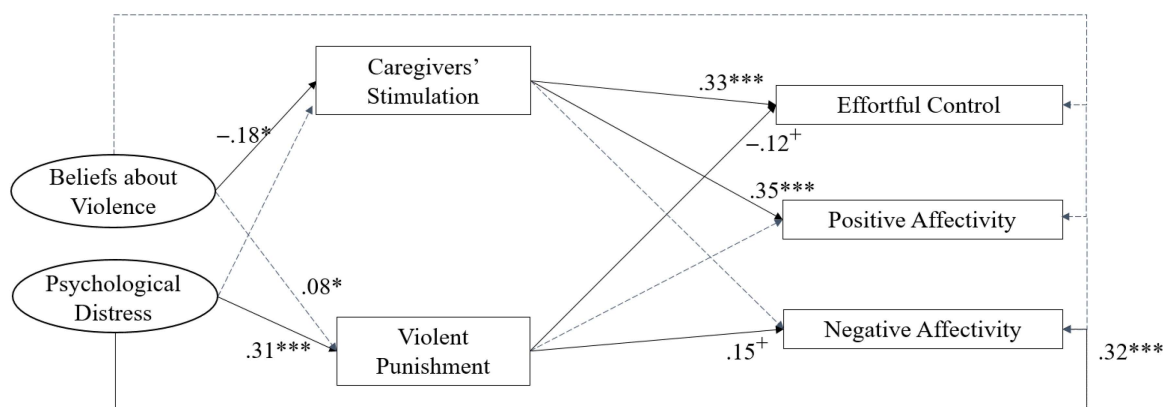 Caregivers’
Stimulation
.33***
Effortful Control
−.18*
−.12⁺
Beliefs about
Violence
.35***
Positive Affectivity
Psychological
Distress
.08*
.31***
Violent
Punishment
.15⁺
Negative Affectivity
.32***